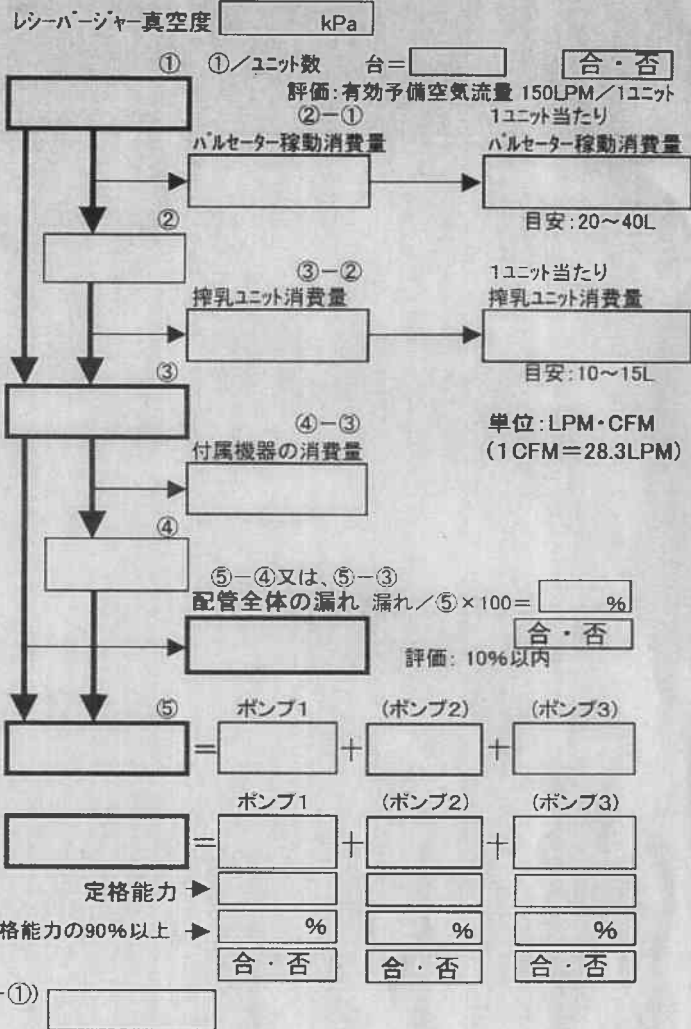 レシーバージャー真空度 kPa
① ①/ユニット数 台= 合・否
評価:有効予備空気流量 150LPM/1ユニット
②-① 1ユニット当たり
パルセーター稼動消費量 パルセーター稼動消費量
② 目安:20〜40L
③-② 1ユニット当たり
搾乳ユニット消費量 搾乳ユニット消費量
目安:10〜15L
③
④-③ 単位:LPM・CFM
付属機器の消費量 (1CFM=28.3LPM)
④
⑤-④又は、⑤-③
配管全体の漏れ 漏れ/⑤×100= %
合・否
評価: 10%以内
⑤ ポンプ1 (ポンプ2) (ポンプ3)
= + +
ポンプ1 (ポンプ2) (ポンプ3)
= + +
定格能力
格能力の90%以上 % % %
合・否 合・否 合・否
-①))